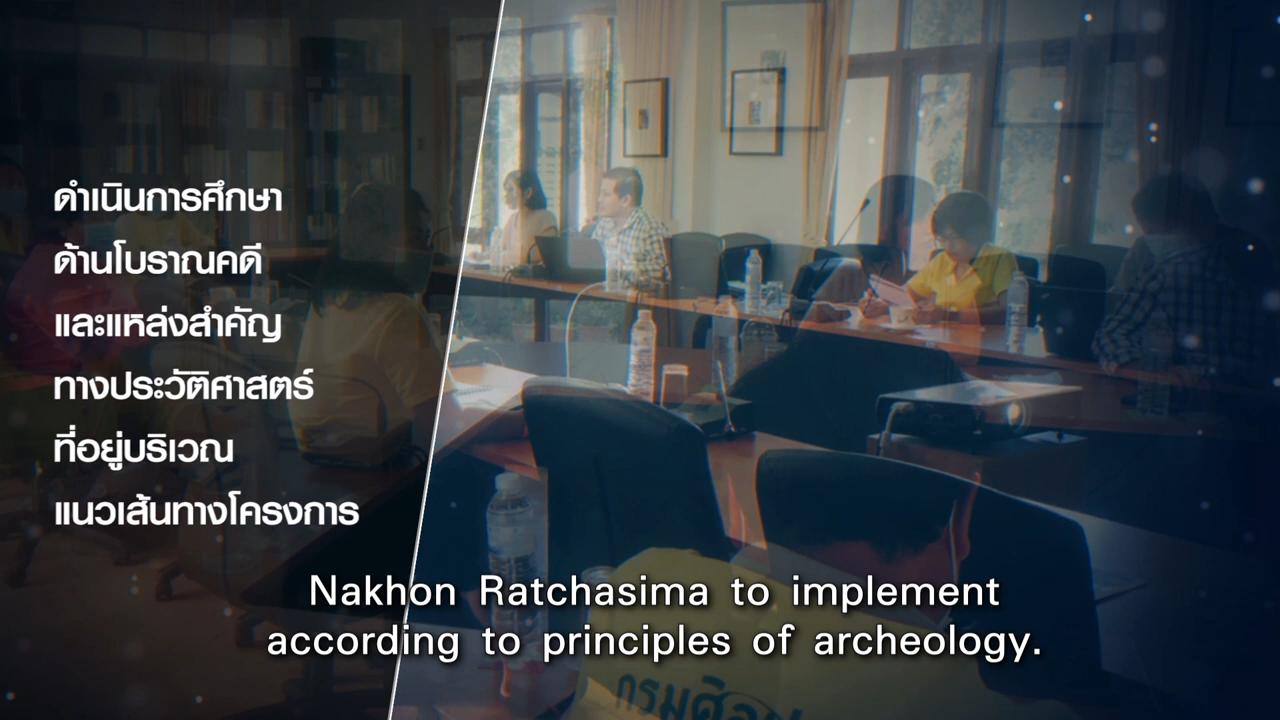 ดำเนินการศึกษา
ด้านโบราณคดี
และแหล่งสำคัญ
ทางประวัติศาสตร์
ที่อยู่บริเวณ
แนวเส้นทางโครงการ
Nakhon Ratchasima to implement
according to principles of archeology.